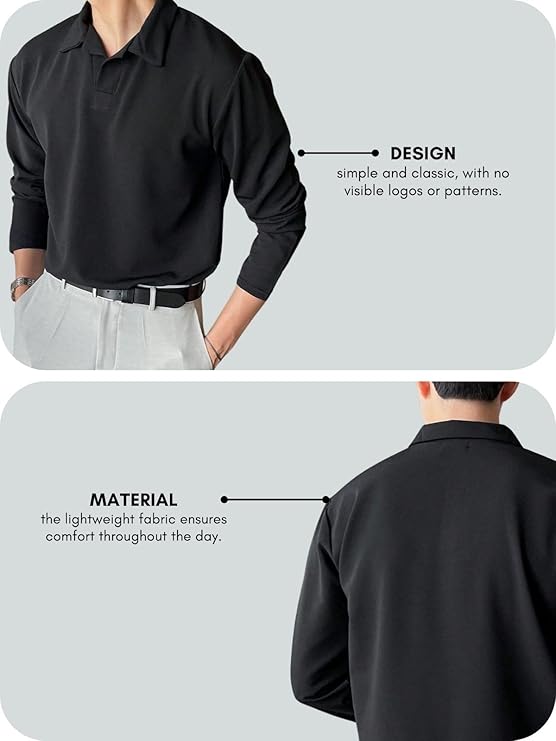 DESIGN
simple and classic, with no
visible logos or patterns.
MATERIAL
the lightweight fabric ensures
comfort throughout the day.